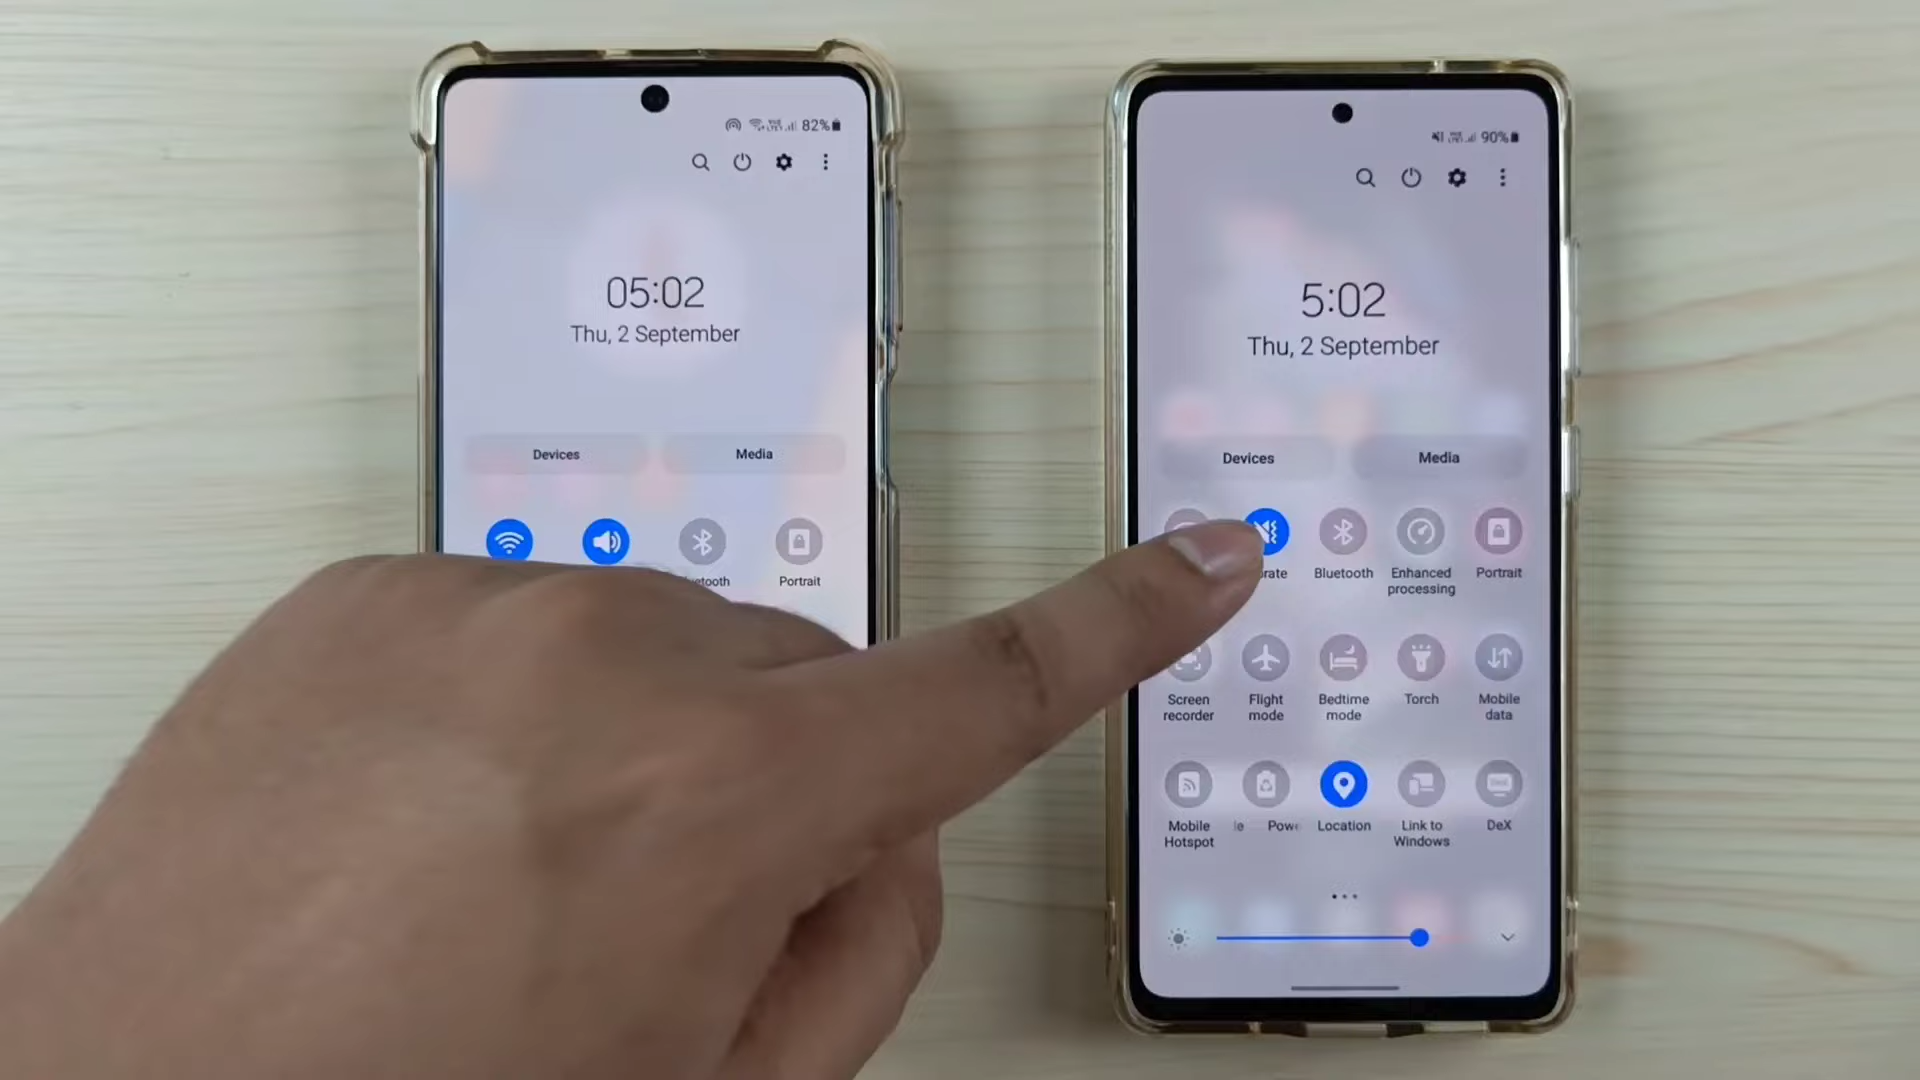 82%
05:02
Thu, 2 September
Devices
Media
Portrait
90%
5:02
Thu, 2 September
Devices
Media
Bluetooth
Enhanced
processing
Portrait
Screen
recorder
Flight
mode
Bedtime
mode
Torch
Mobile
data
Mobile
Hotspot
Location
Link to
Windows
DeX